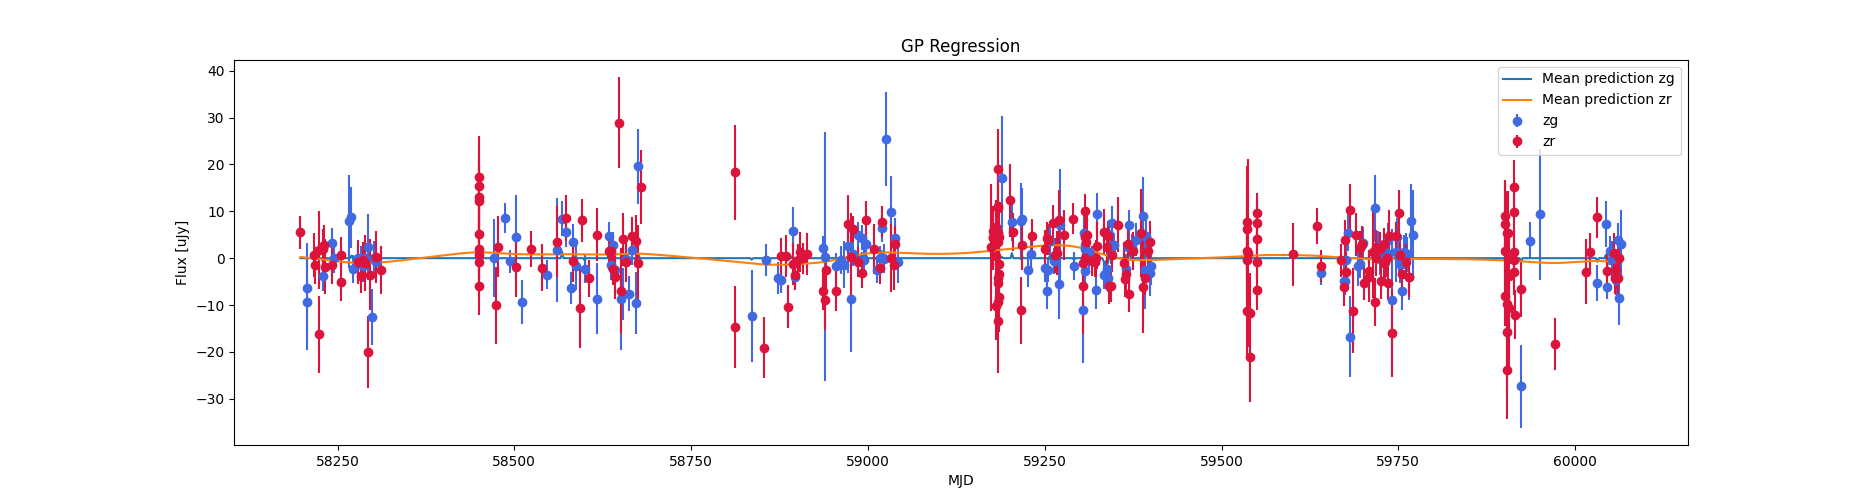 GP Regression
Flux [uJy]
40
30
20
10
0
−10
−20
−30
Mean prediction zg
Mean prediction zr
zg
zr
58250
58500
58750
59000
59250
59500
59750
60000
MJD